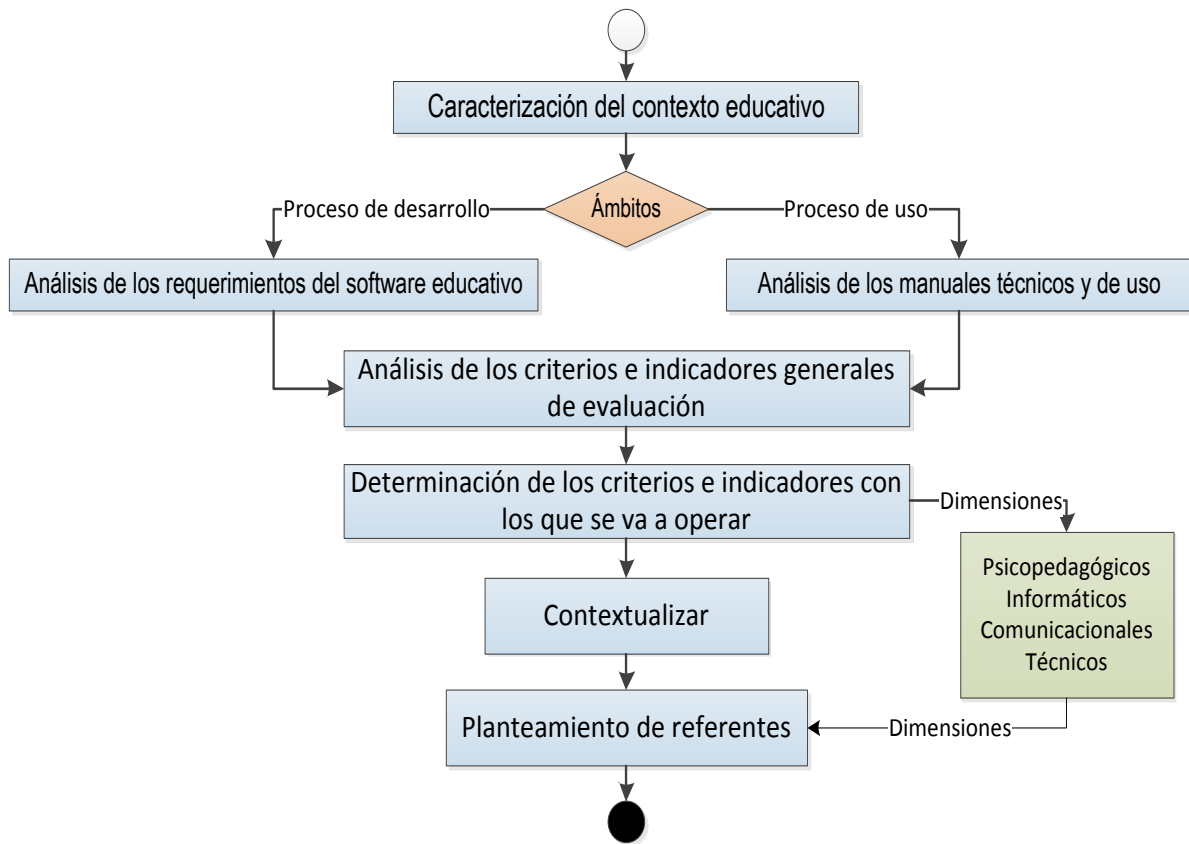 Caracterización del contexto educativo
Ámbitos
Proceso de desarrollo
Proceso de uso
Análisis de los requerimientos del software educativo
Análisis de los manuales técnicos y de uso
Análisis de los criterios e indicadores generales
de evaluación
Determinación de los criterios e indicadores con
los que se va a operar
Dimensiones
Psicopedagógicos
Informáticos
Comunicacionales
Técnicos
Contextualizar
Planteamiento de referentes
Dimensiones